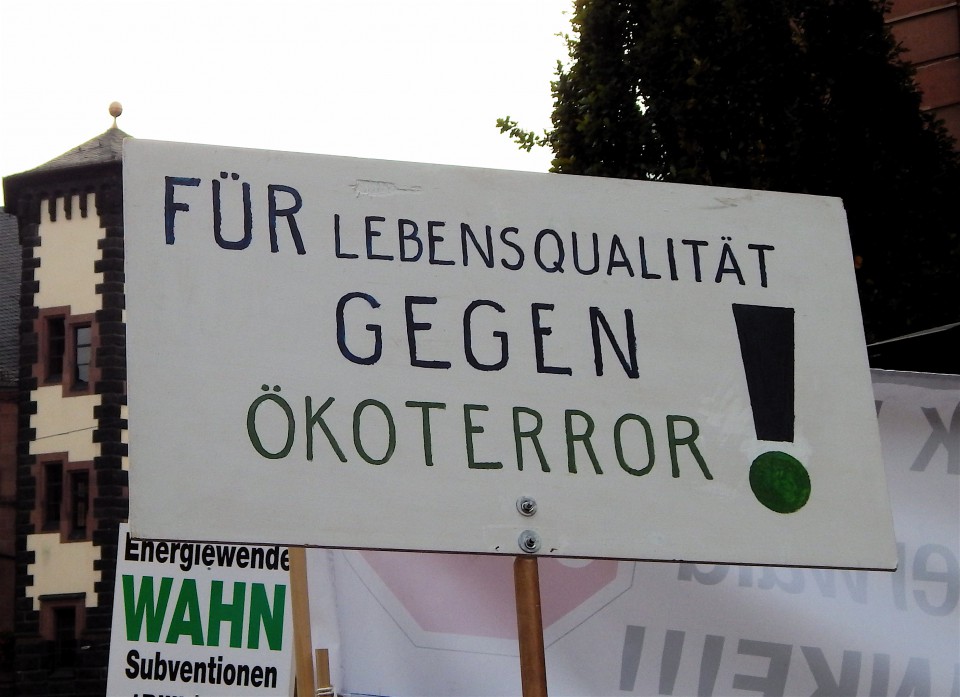 FÜR LEBENSQUALITÄT
GEGEN
ÖKOTERROR!
Energiewende
WAHN
Subventionen